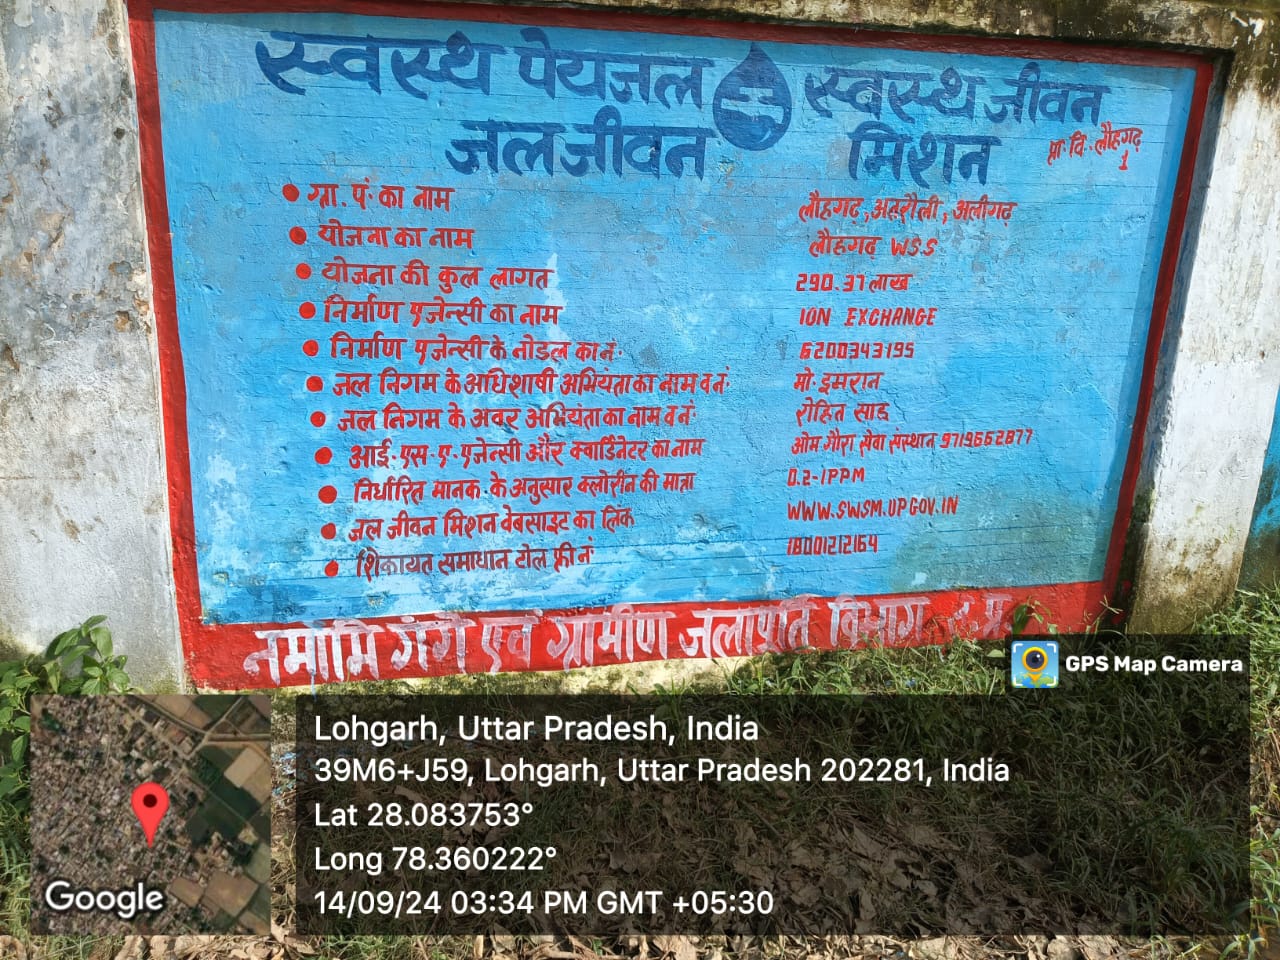 स्वस्थ पेयजल स्वस्थ जीवन
जलजीवन मिशन
प्रा. वि. लौहगढ़
1
• ग्रा. पं. का नाम लौहगढ, अतरौली, अलीगढ़
• योजना का नाम लौहगढ़ W.S.S
• योजना की कुल लागत 290.37 लाख
• निर्माण एजेन्सी का नाम ION EXCHANGE
• निर्माण एजेन्सी के नोडल का नं. 6200343195
• जल निगम के अधिशाषी अभियंता का नाम व नं. मो. इमरान
• जल निगम के अवर अभियंता का नाम व नं. रोहित
• आई. एस. ए. एजेन्सी और क्वार्डिनेटर का नाम ओम गौरा सेवा संस्थान 9719662877
• निर्धारित मानक के अनुसार क्लोरीन की मात्रा 0.2-1PPM
• जल जीवन मिशन वेबसाइट का लिंक WWW.SWSM.UPGOV.IN
• शिकायत समाधान टोल फ्री नं. 18001212164
नमोमि गंगे एवं ग्रामीण जलापूर्ति विभाग उ.प्र.
GPS Map Camera
Lohgarh, Uttar Pradesh, India
39M6+J59, Lohgarh, Uttar Pradesh 202281, India
Lat 28.083753°
Long 78.360222°
14/09/24 03:34 PM GMT +05:30
Google